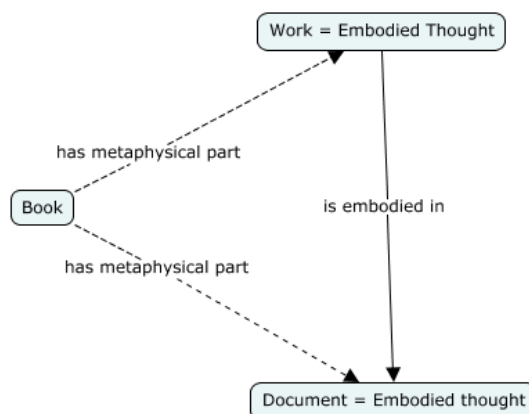 Work = Embodied Thought
has metaphysical part
Book
is embodied in
has metaphysical part
Document = Embodied thought